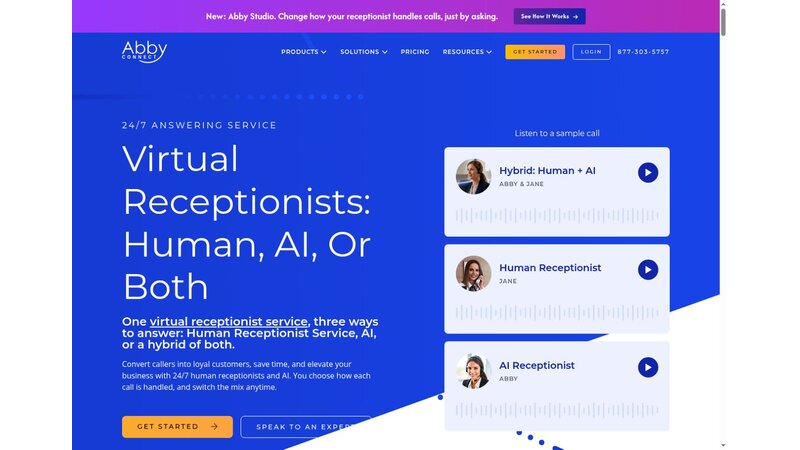 New: Abby Studio. Change how your receptionist handles calls, just by asking.
See How It Works →
Abby
CONNECT
PRODUCTS
SOLUTIONS
PRICING
RESOURCES
GET STARTED
LOGIN
877-303-5757
24/7 ANSWERING SERVICE
Virtual
Receptionists:
Human, AI, Or
Both
One virtual receptionist service, three ways
to answer: Human Receptionist Service, AI,
or a hybrid of both.
Convert callers into loyal customers, save time, and elevate your
business with 24/7 human receptionists and AI. You choose how each
call is handled, and switch the mix anytime.
GET STARTED →
SPEAK TO AN EXPERT
Listen to a sample call
Hybrid: Human + AI
ABBY & JANE
Human Receptionist
JANE
AI Receptionist
ABBY